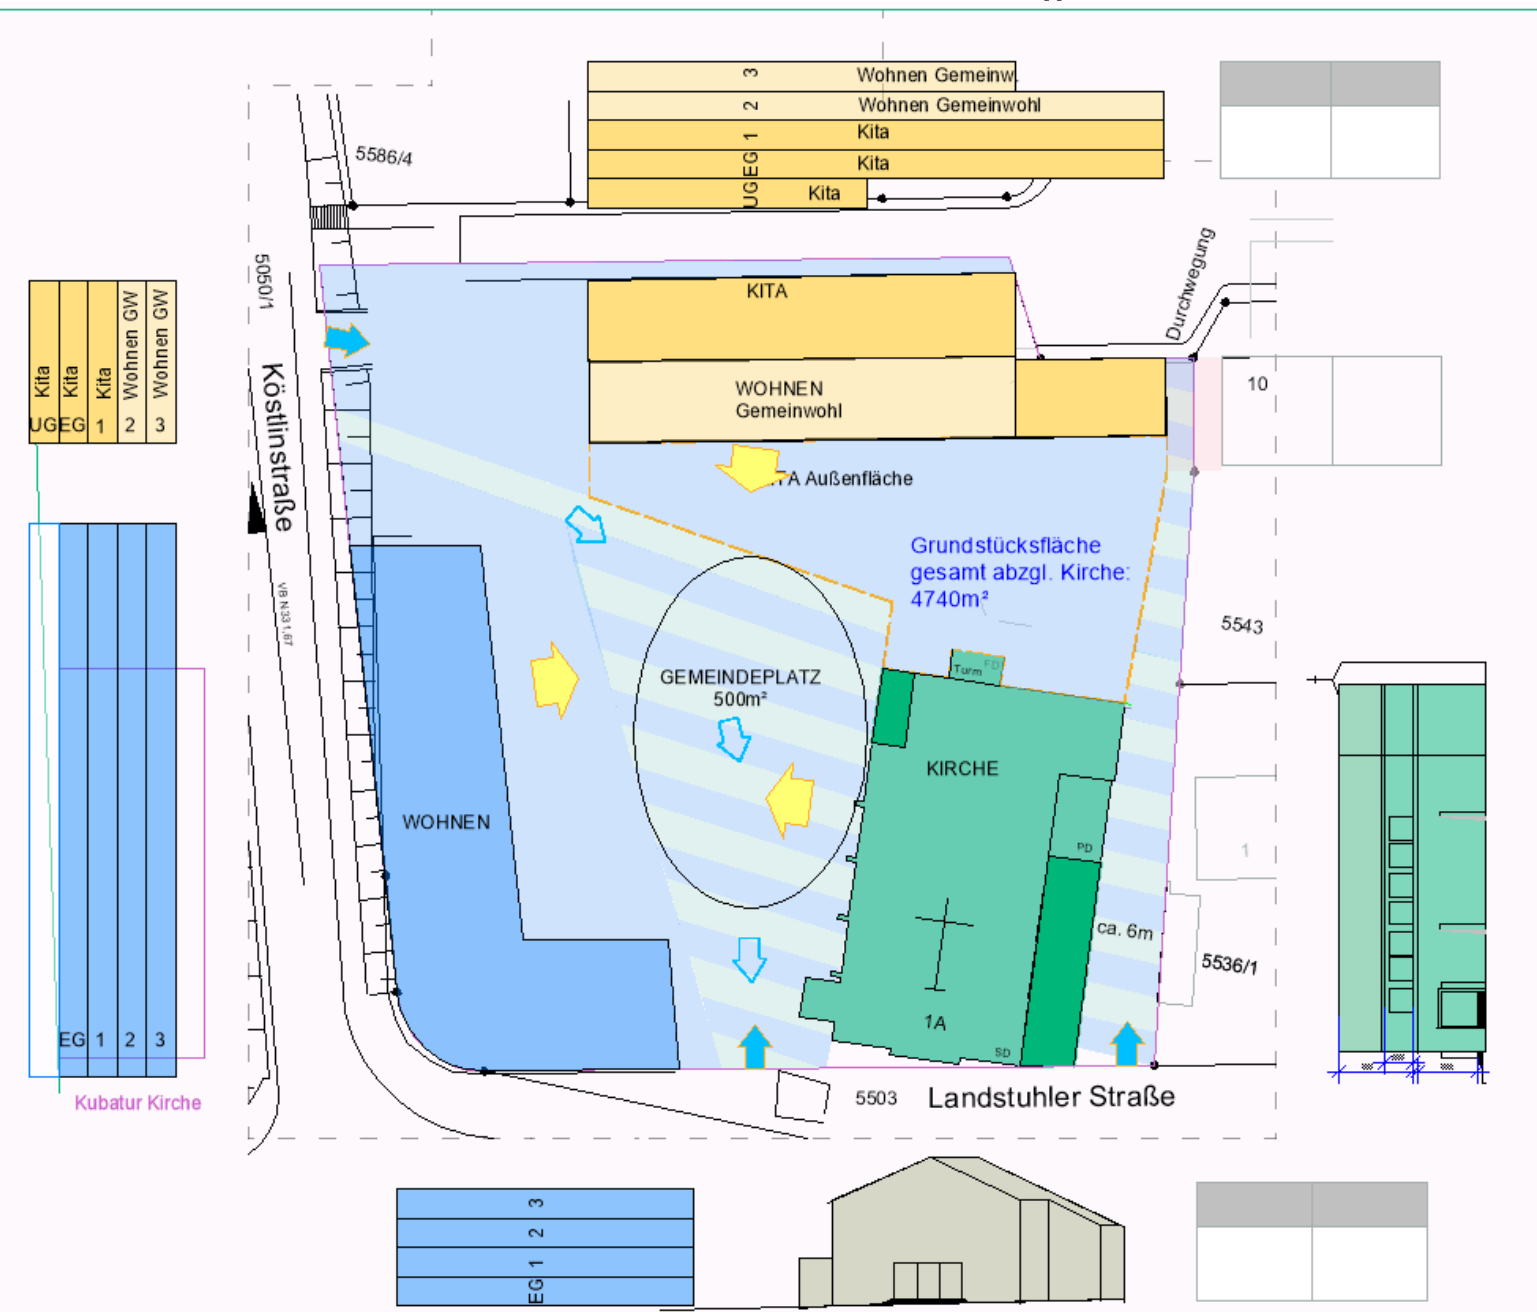 3 Wohnen Gemeinw.
2 Wohnen Gemeinwohl
1 Kita
EG Kita
UG Kita
5586/4
5050/1
Durchwegung
Kita
Kita
Kita
Wohnen GW
Wohnen GW
UG EG 1 2 3
Köstlinstraße
KITA
WOHNEN
Gemeinwohl
10
TA Außenfläche
Grundstücksfläche
gesamt abzgl. Kirche:
4740m²
5543
GEMEINDEPLATZ
500m²
Turm
FD
KIRCHE
WOHNEN
PD
1
ca. 6m
5536/1
1A
SD
EG 1 2 3
Kubatur Kirche
5503
Landstuhler Straße
3
2
1
EG